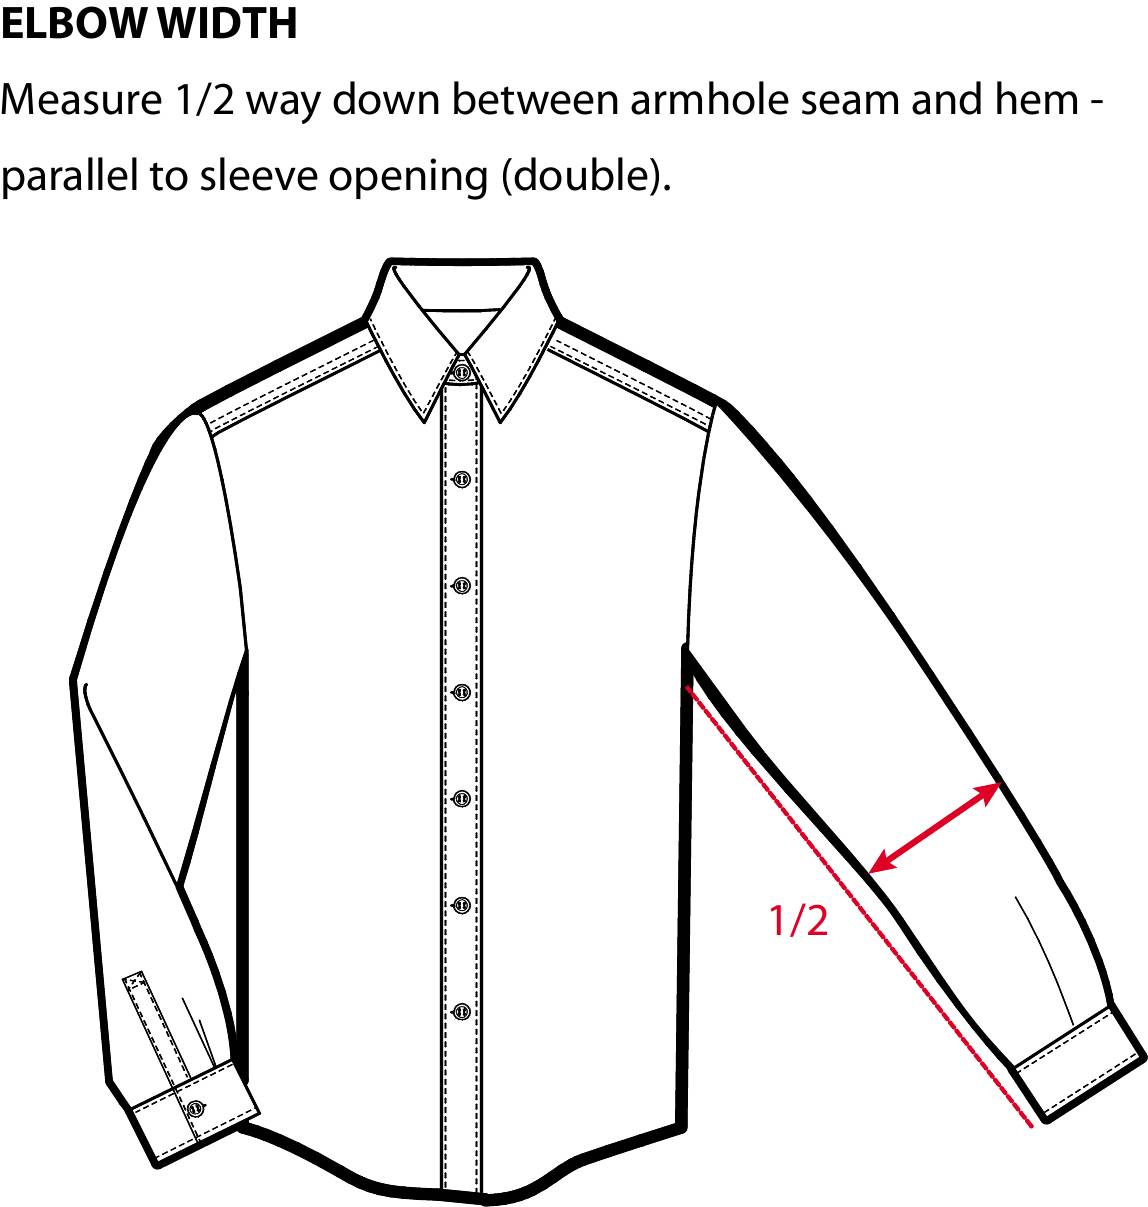 ELBOW WIDTH
Measure 1/2 way down between armhole seam and hem -
parallel to sleeve opening (double).
1/2